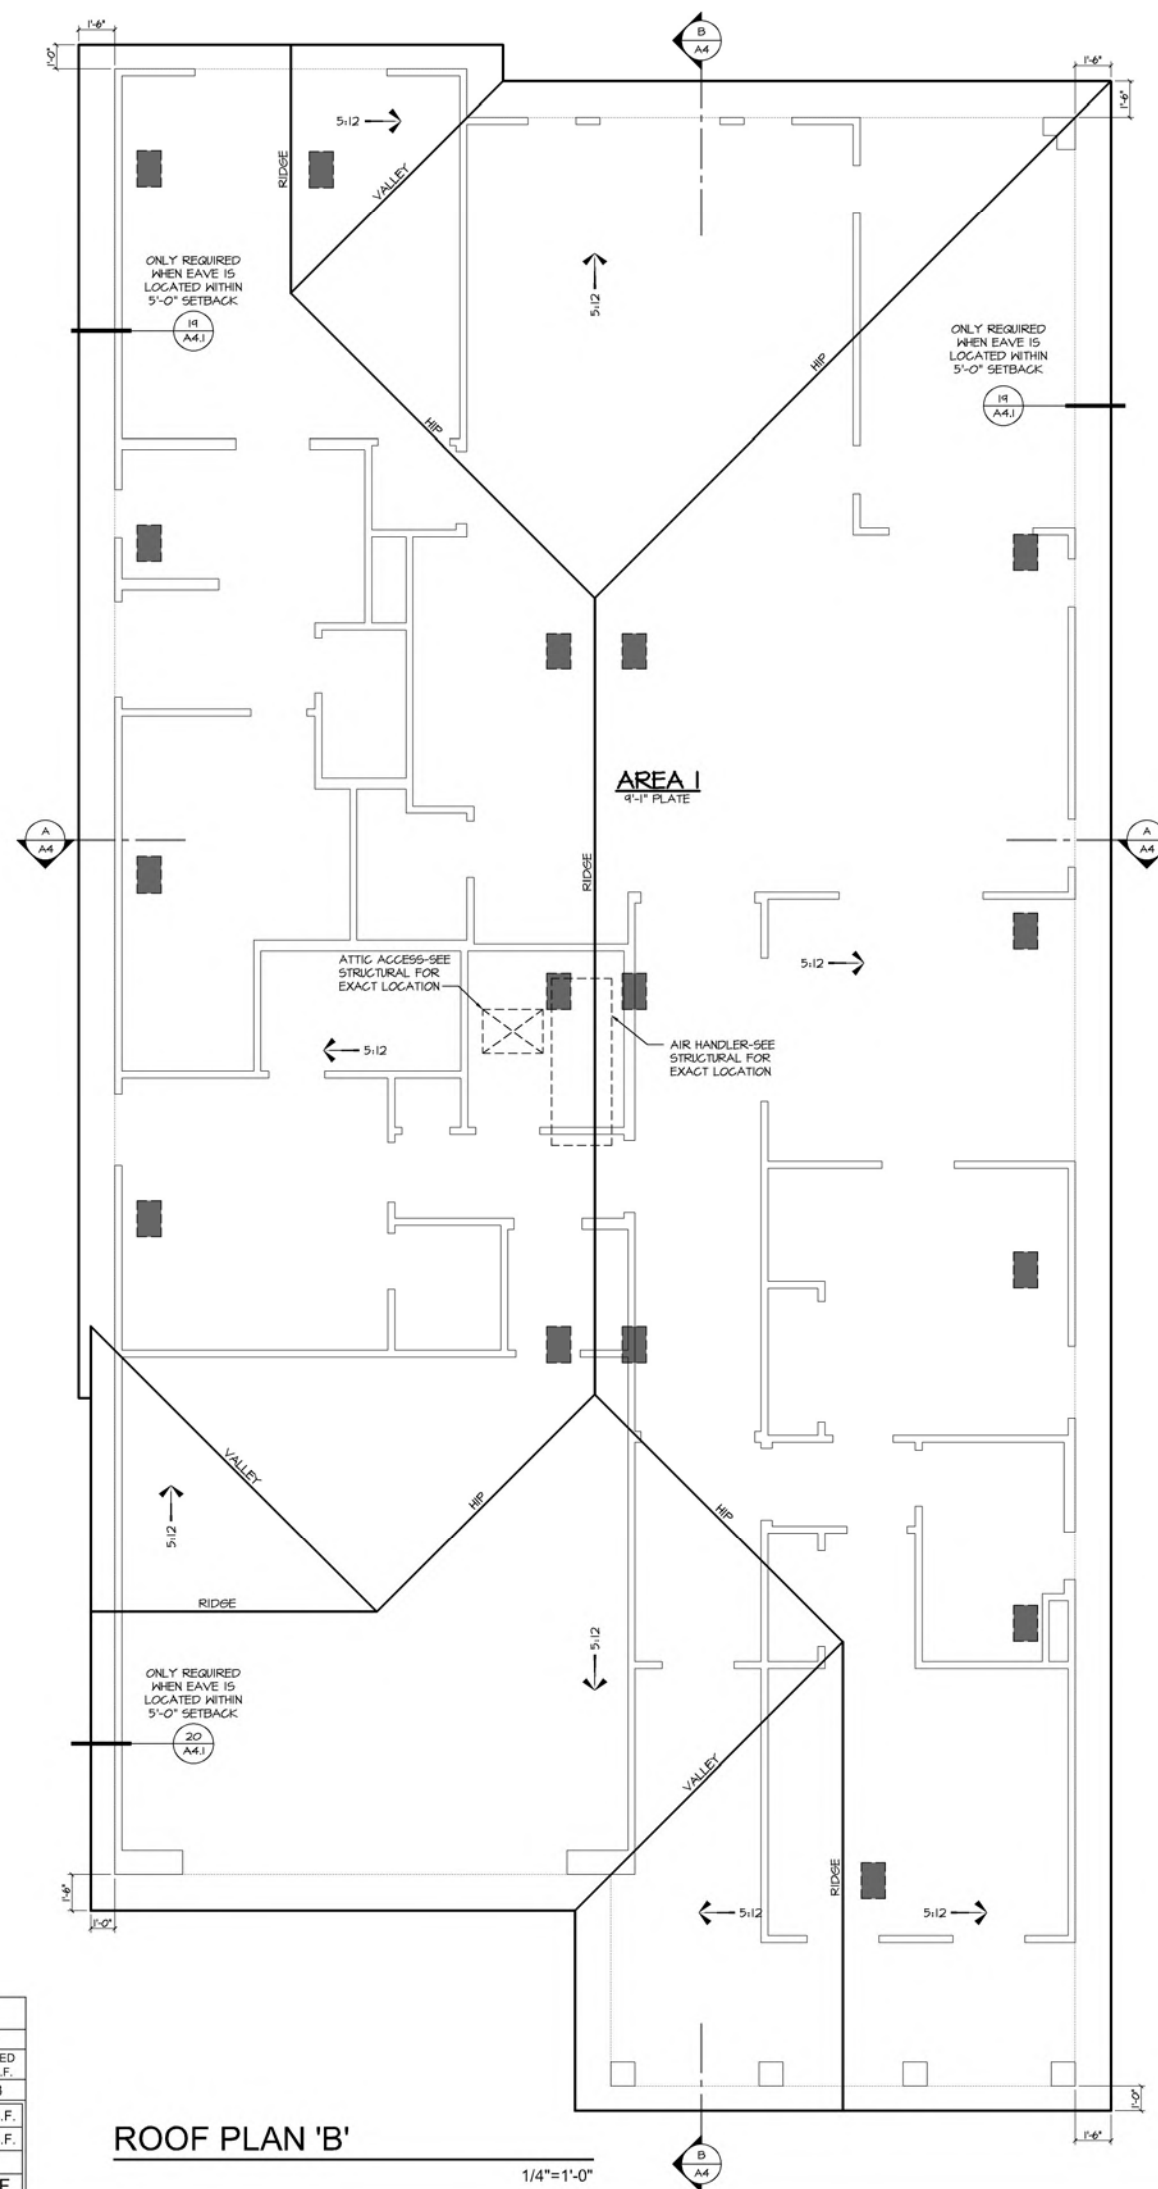 1'-6"
1'-0"
B
A4
1'-6"
1'-6"
5:12
RIDGE
VALLEY
ONLY REQUIRED
WHEN EAVE IS
LOCATED WITHIN
5'-0" SETBACK
19
A4.1
5:12
HIP
ONLY REQUIRED
WHEN EAVE IS
LOCATED WITHIN
5'-0" SETBACK
19
A4.1
HIP
AREA 1
9'-1" PLATE
A
A4
A
A4
RIDGE
ATTIC ACCESS-SEE
STRUCTURAL FOR
EXACT LOCATION
5:12
5:12
AIR HANDLER-SEE
STRUCTURAL FOR
EXACT LOCATION
VALLEY
HIP
HIP
5:12
RIDGE
5:12
ONLY REQUIRED
WHEN EAVE IS
LOCATED WITHIN
5'-0" SETBACK
20
A4.1
VALLEY
RIDGE
1'-6"
1'-0"
5:12
5:12
ED
.F.
.F.
.F.
1'-0"
1'-6"
B
A4
ROOF PLAN 'B'
1/4"=1'-0"